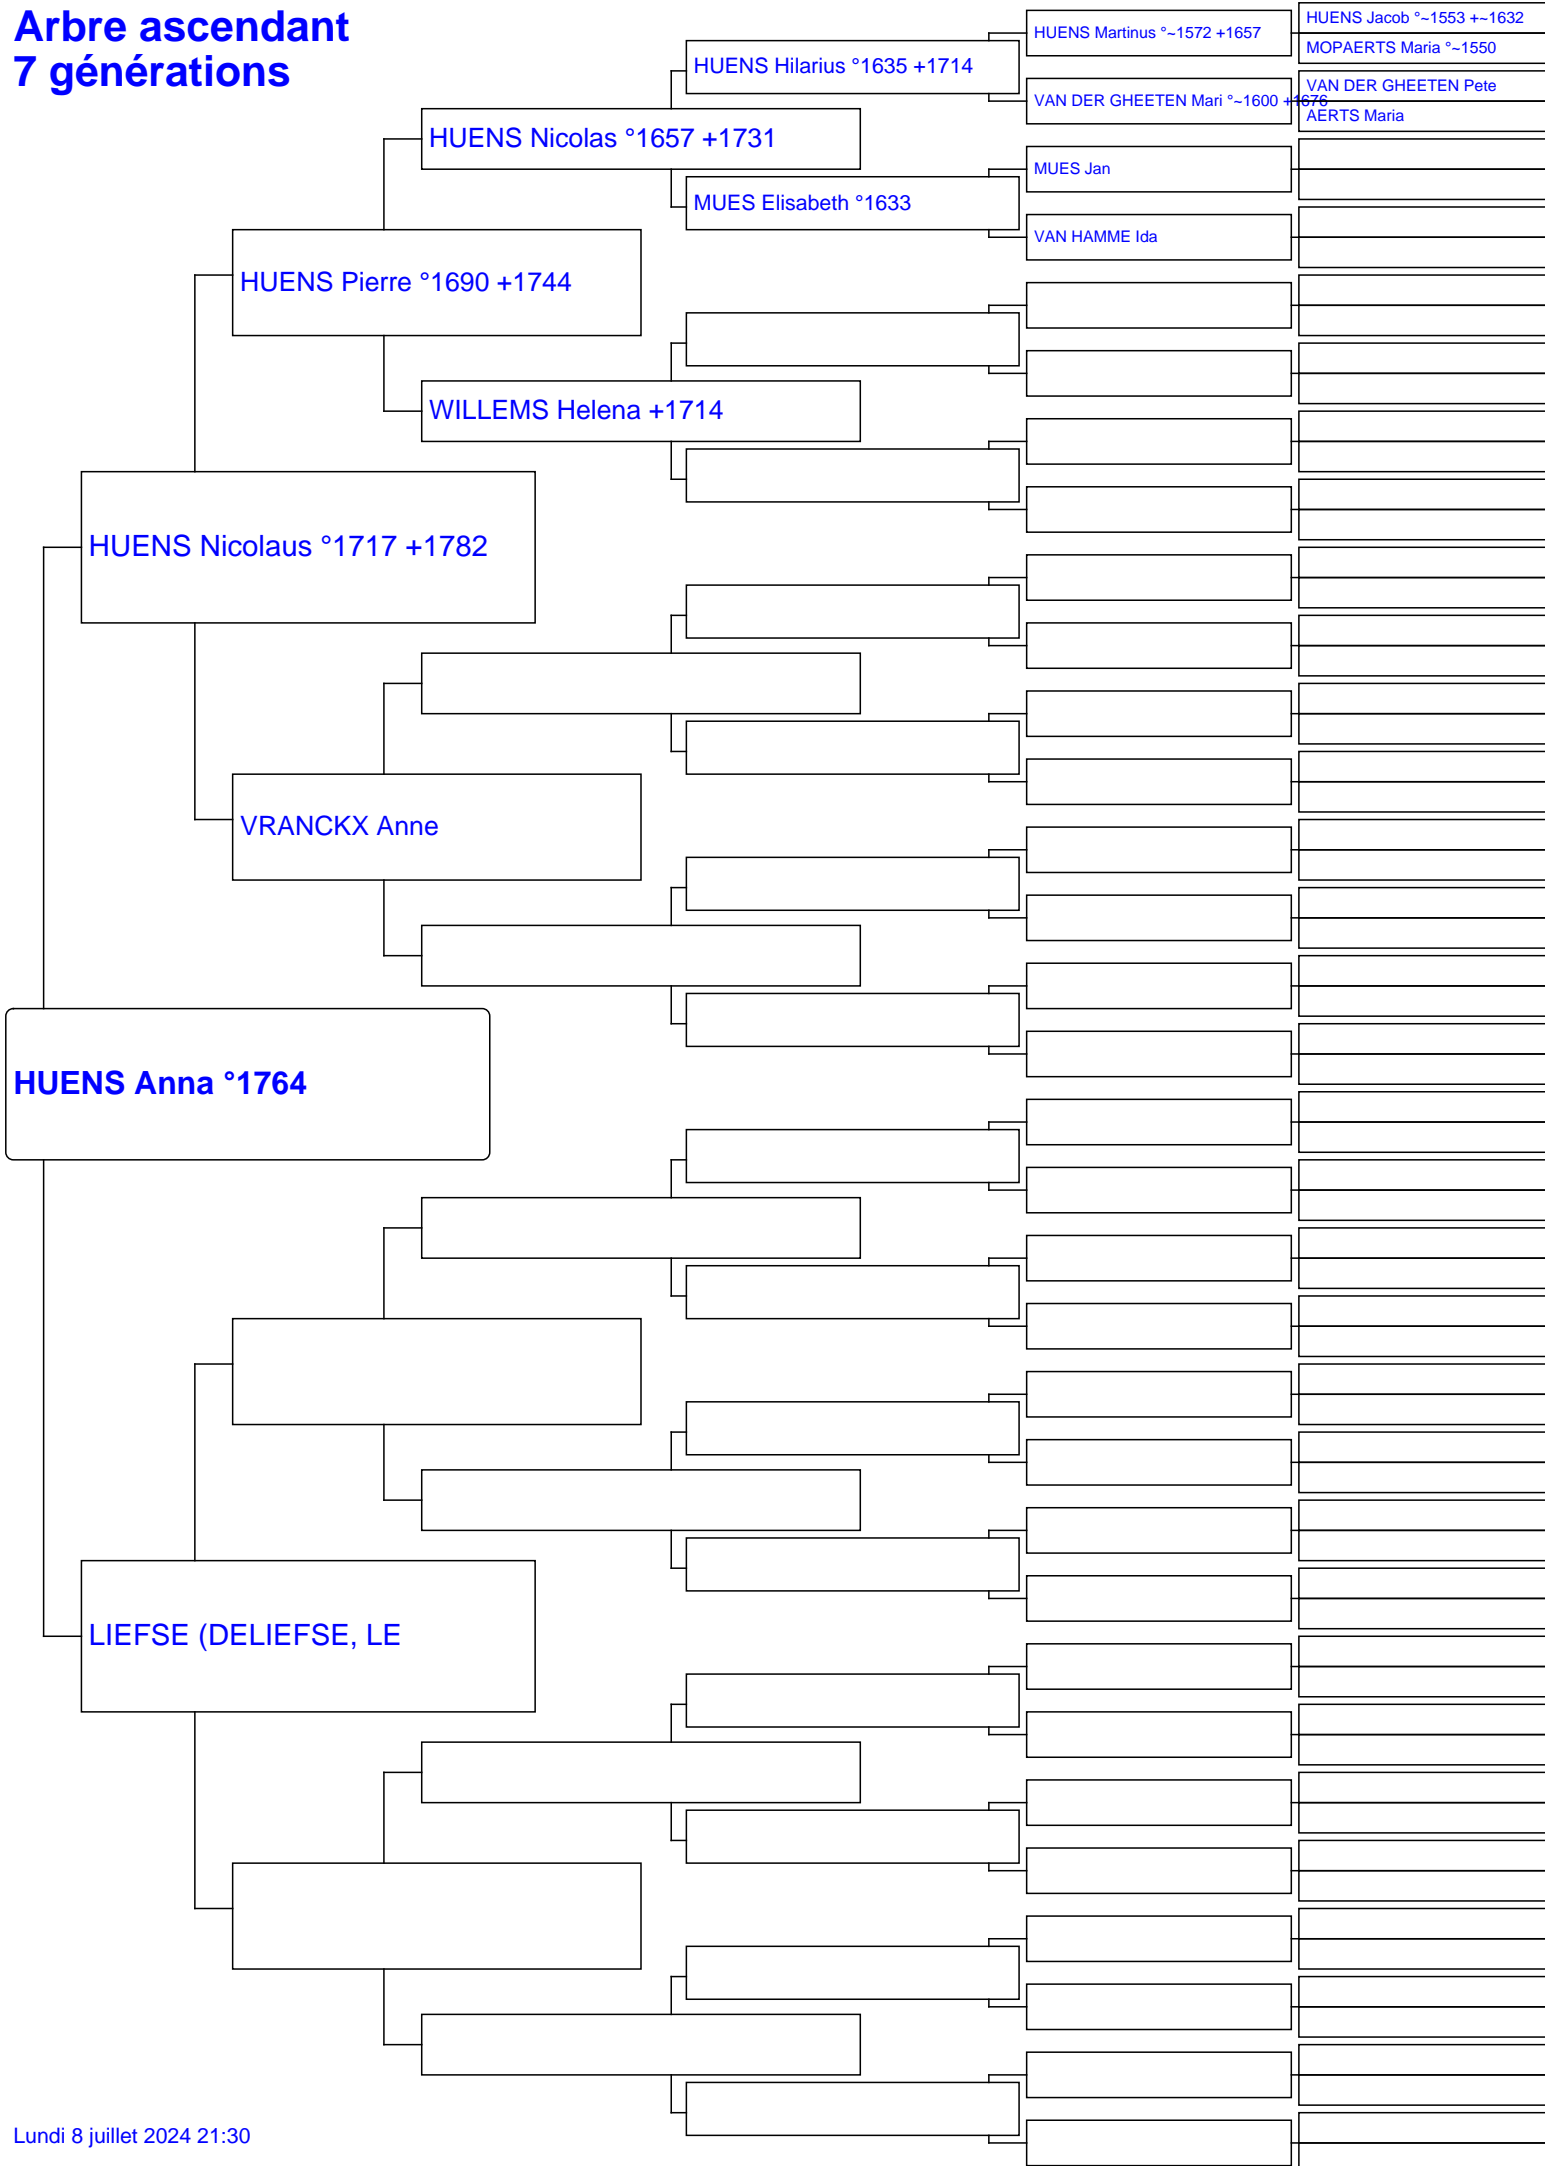 Arbre ascendant
7 générations
HUENS Martinus °~1572 +1657
HUENS Jacob °~1553 +~1632
MOPAERTS Maria °~1550
HUENS Hilarius °1635 +1714
VAN DER GHEETEN Mari °~1600 +1676
VAN DER GHEETEN Pete
AERTS Maria
HUENS Nicolas °1657 +1731
MUES Jan
MUES Elisabeth °1633
VAN HAMME Ida
HUENS Pierre °1690 +1744
WILLEMS Helena +1714
HUENS Nicolaus °1717 +1782
VRANCKX Anne
HUENS Anna °1764
LIEFSE (DELIEFSE, LE
Lundi 8 juillet 2024 21:30